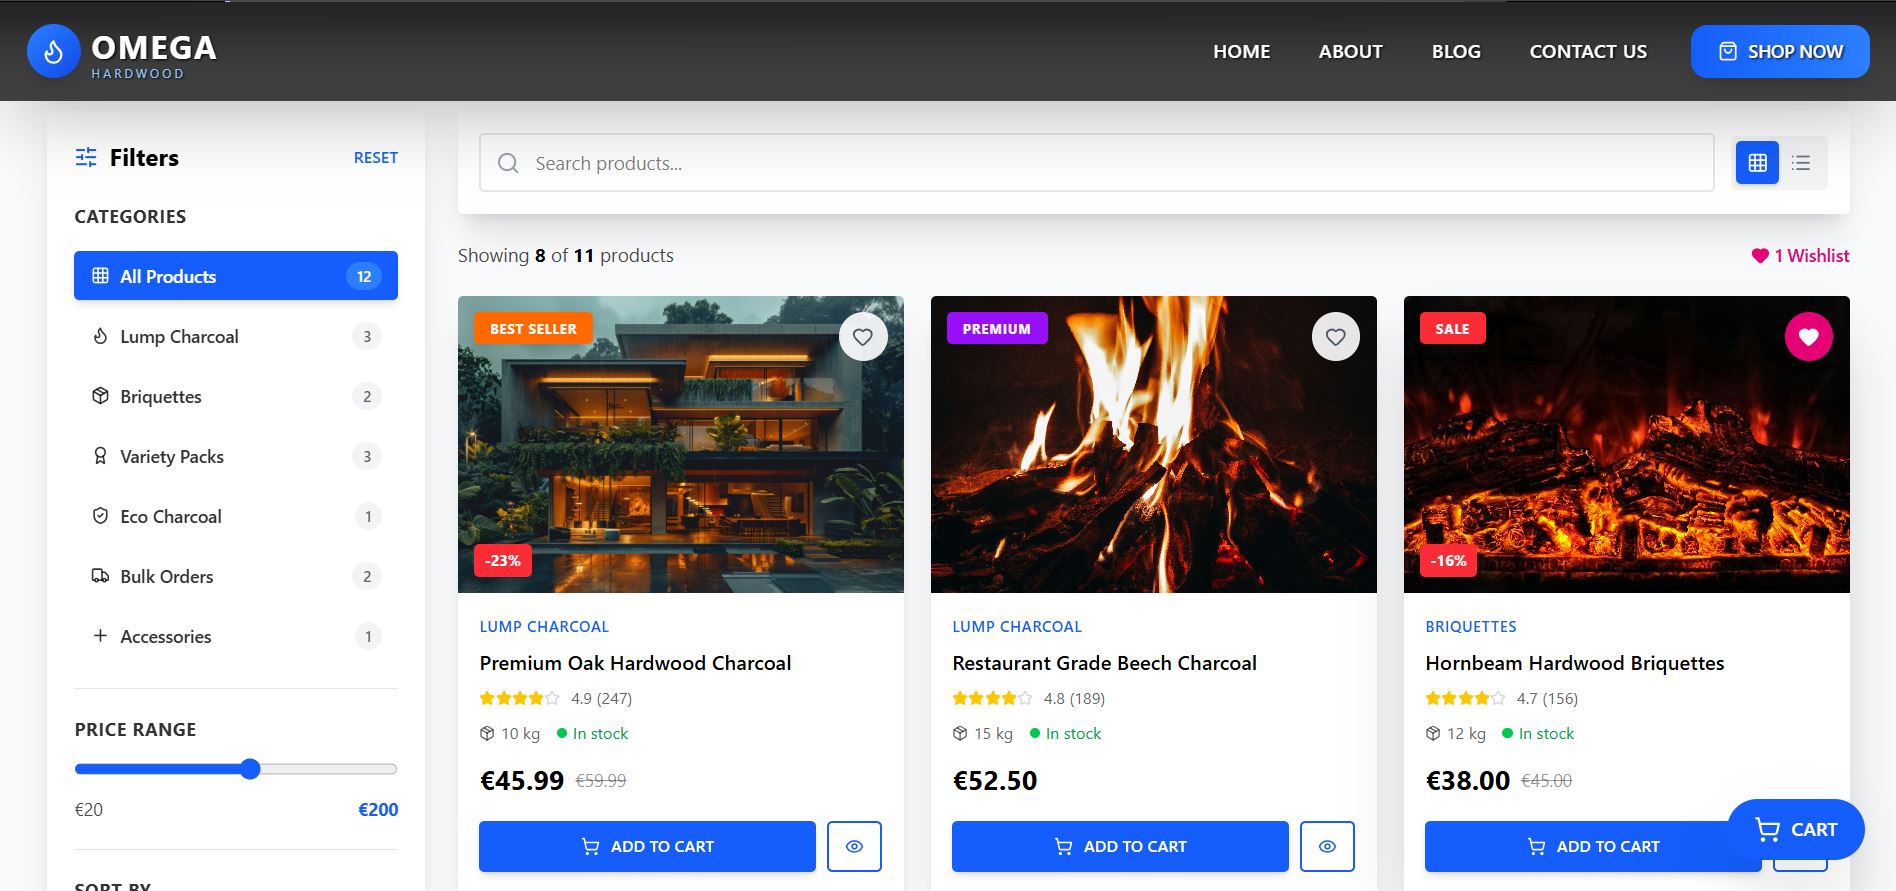 OMEGA
HARDWOOD
HOME
ABOUT
BLOG
CONTACT US
SHOP NOW
Filters
RESET
CATEGORIES
All Products 12
Lump Charcoal 3
Briquettes 2
Variety Packs 3
Eco Charcoal 1
Bulk Orders 2
Accessories 1
PRICE RANGE
€20 €200
SORT BY
Search products...
Showing 8 of 11 products
1 Wishlist
BEST SELLER
-23%
LUMP CHARCOAL
Premium Oak Hardwood Charcoal
4.9 (247)
10 kg In stock
€45.99 €59.99
ADD TO CART
PREMIUM
LUMP CHARCOAL
Restaurant Grade Beech Charcoal
4.8 (189)
15 kg In stock
€52.50
ADD TO CART
SALE
-16%
BRIQUETTES
Hornbeam Hardwood Briquettes
4.7 (156)
12 kg In stock
€38.00 €45.00
ADD TO CART
CART